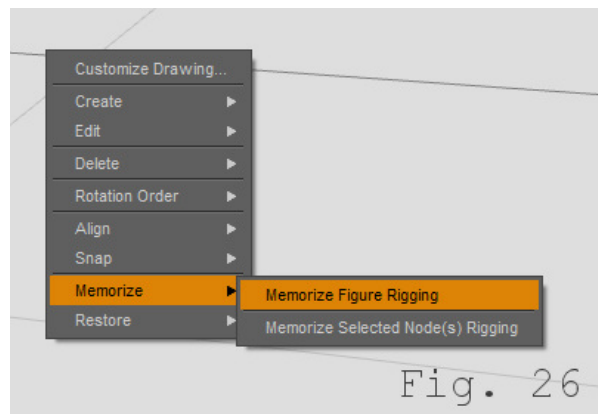 Customize Drawing...
Create
Edit
Delete
Rotation Order
Align
Snap
Memorize
Restore
Memorize Figure Rigging
Memorize Selected Node(s) Rigging
Fig. 26